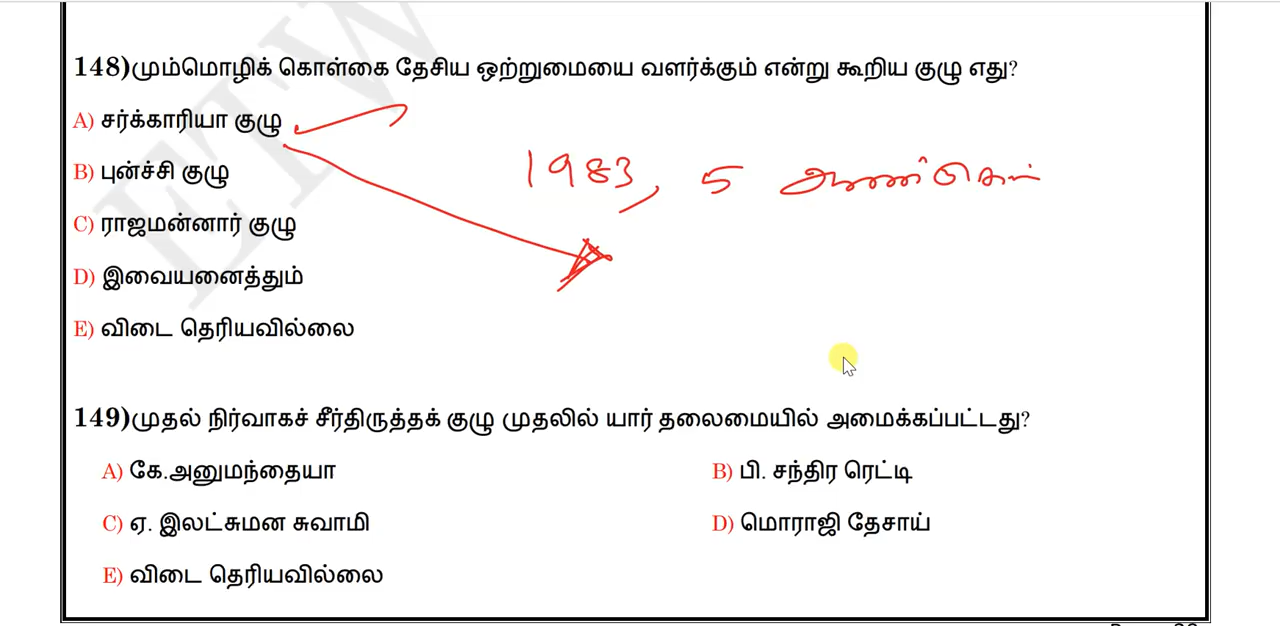 148)மும்மொழிக் கொள்கை தேசிய ஒற்றுமையை வளர்க்கும் என்று கூறிய குழு எது?
A) சர்க்காரியா குழு
1983, 5
B) புன்ச்சி குழு
C) ராஜமன்னார் குழு
D) இவையனைத்தும்
E) விடை தெரியவில்லை
149)முதல் நிர்வாகச் சீர்திருத்தக் குழு முதலில் யார் தலைமையில் அமைக்கப்பட்டது?
A) கே.அனுமந்தையா B) பி. சந்திர ரெட்டி
C) ஏ. இலட்சுமன சுவாமி D) மொராஜி தேசாய்
E) விடை தெரியவில்லை